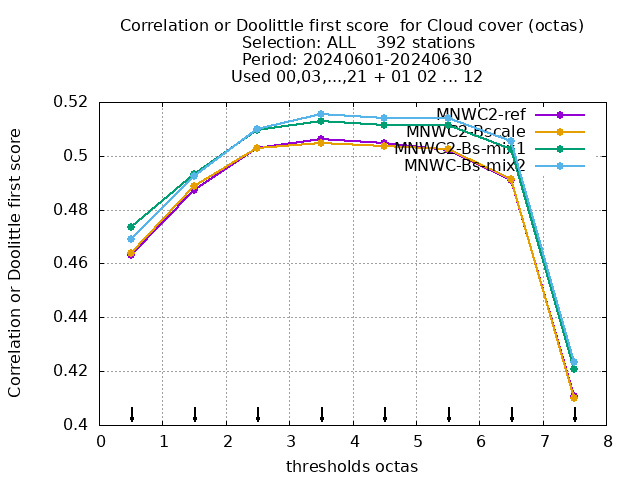 Correlation or Doolittle first score  for Cloud cover (octas)
Selection: ALL    392 stations
Period: 20240601-20240630
Used 00,03,...,21 + 01 02 ... 12
Correlation or Doolittle first score
0.52
0.5
0.48
0.46
0.44
0.42
0.4
MNWC2-ref
MNWC2-Bscale
MNWC2-Bs-mix1
MNWC-Bs-mix2
0 1 2 3 4 5 6 7 8
thresholds octas